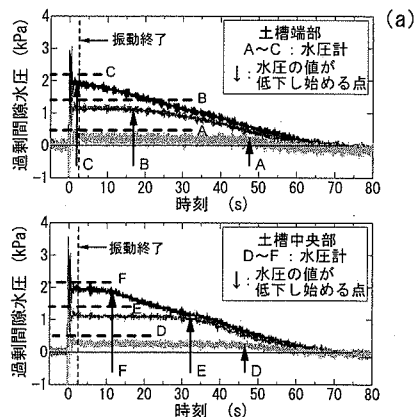 (a)
過剰間隙水圧 (kPa)
4
3
2
1
0
-1
振動終了
土槽端部
A~C：水圧計
↓：水圧の値が
低下し始める点
C
B
A
C
B
A
0 10 20 30 40 50 60 70 80
時刻 (s)
過剰間隙水圧 (kPa)
4
3
2
1
0
-1
振動終了
土槽中央部
D~F：水圧計
↓：水圧の値が
低下し始める点
F
E
D
F
E
D
0 10 20 30 40 50 60 70 80
時刻 (s)